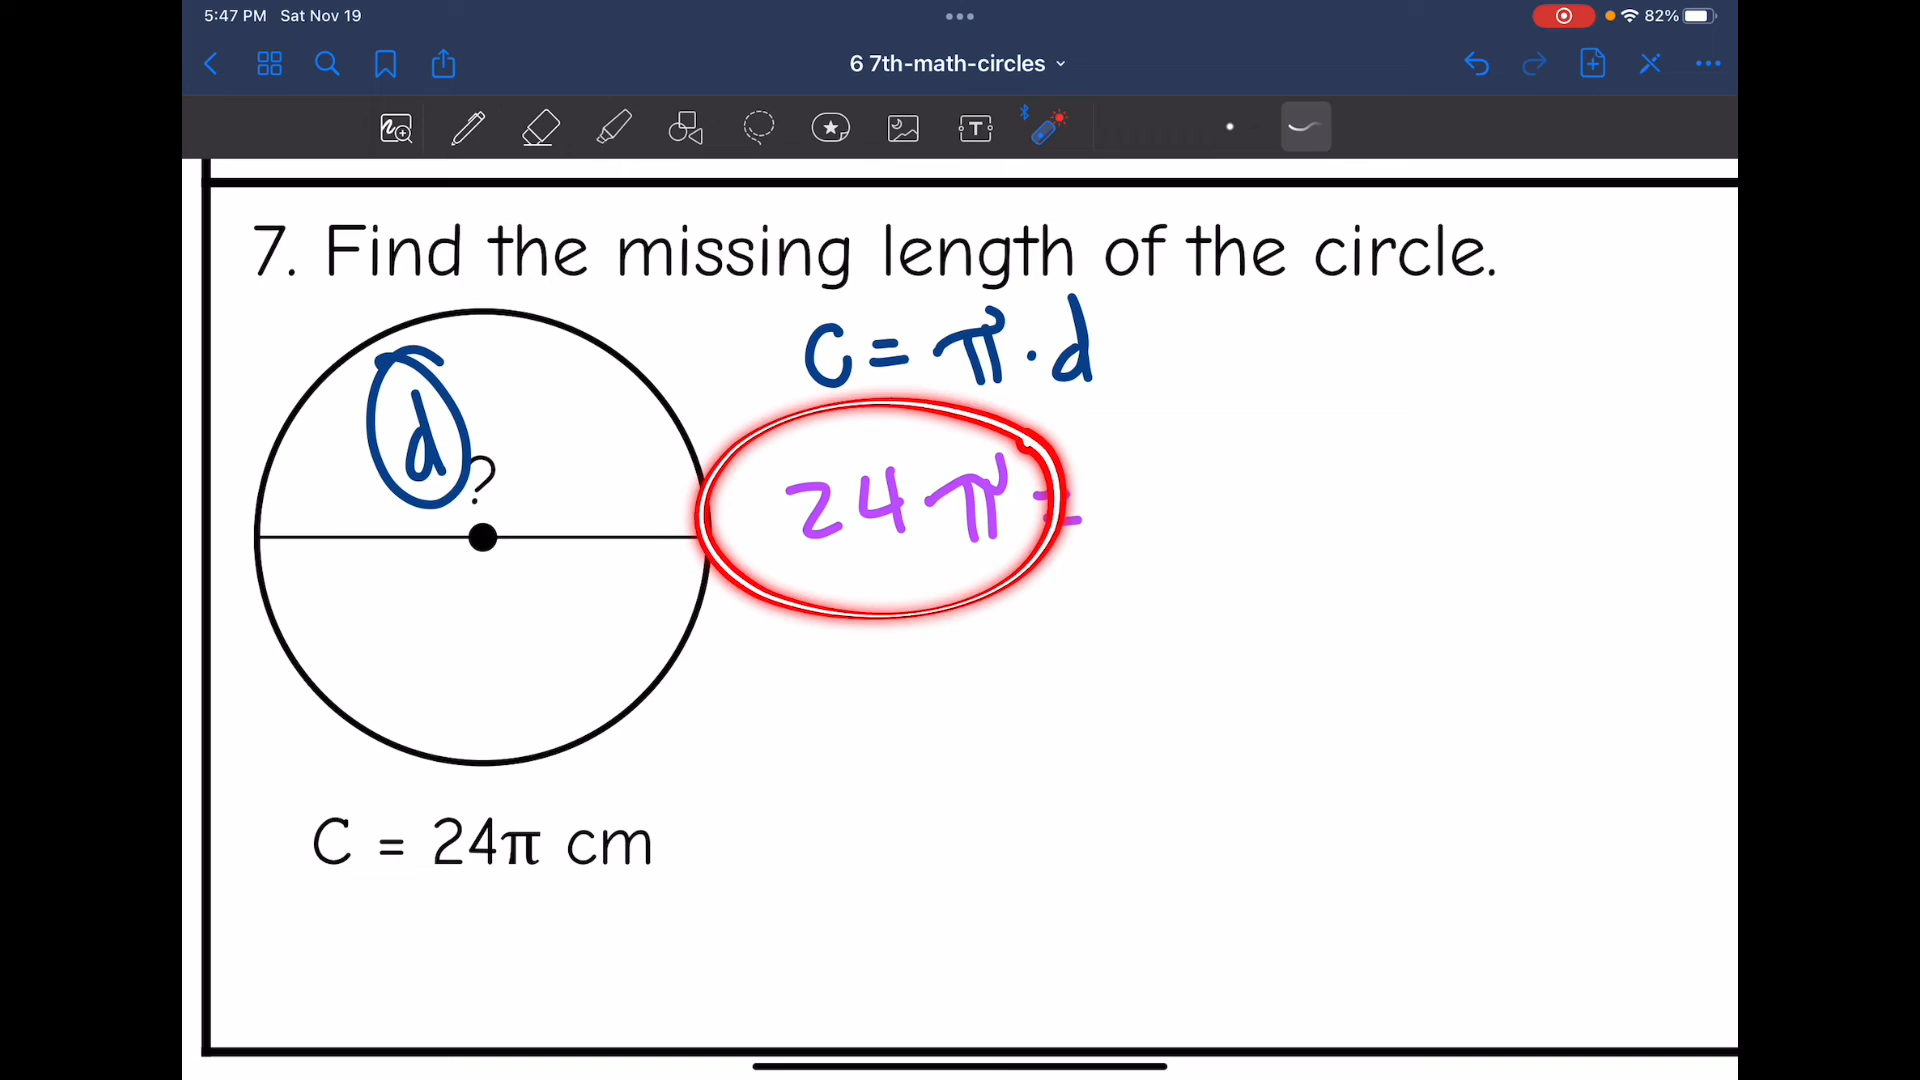 5:47 PM Sat Nov 19
82%
6 7th-math-circles
7. Find the missing length of the circle.
C = π · d
d
?
24π =
C = 24π cm